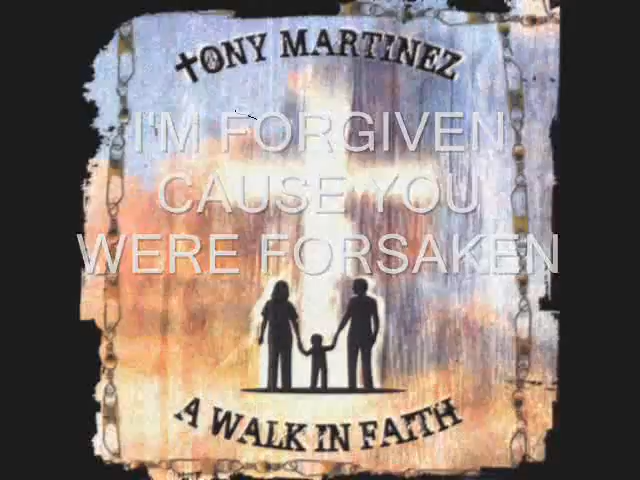 TONY MARTINEZ
I'M FORGIVEN
CAUSE YOU
WERE FORSAKEN
A WALK IN FAITH